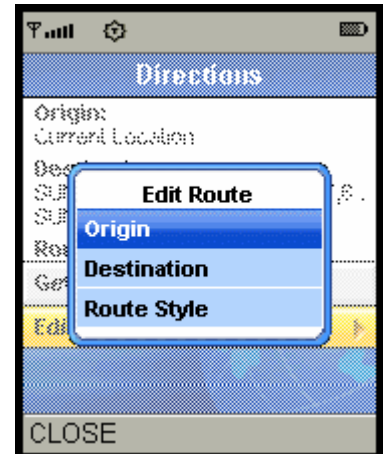 Directions
Origin:
Current Location
Edit Route
Origin
Destination
Route Style
CLOSE